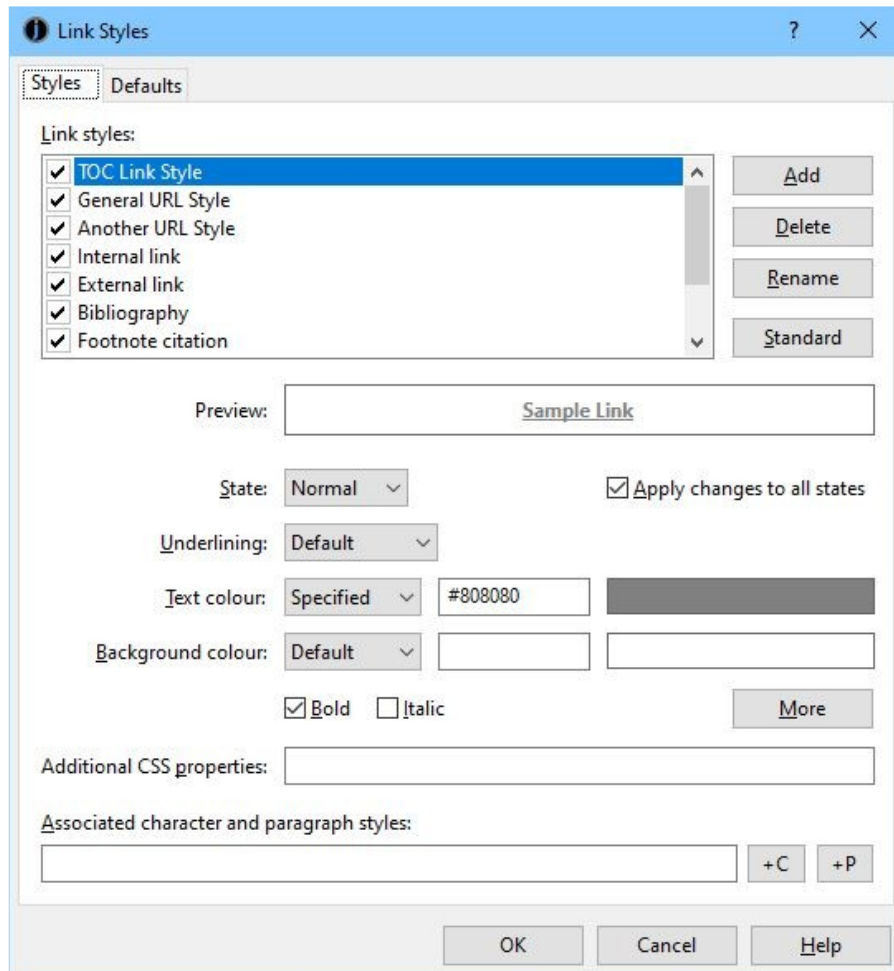 Link Styles ?
Styles Defaults
Link styles:
TOC Link Style Add
General URL Style
Another URL Style Delete
Internal link
External link Rename
Bibliography
Footnote citation Standard
Preview: Sample Link
State: Normal Apply changes to all states
Underlining: Default
Text colour: Specified #808080
Background colour: Default
Bold Italic More
Additional CSS properties:
Associated character and paragraph styles:
+C +P
OK Cancel Help